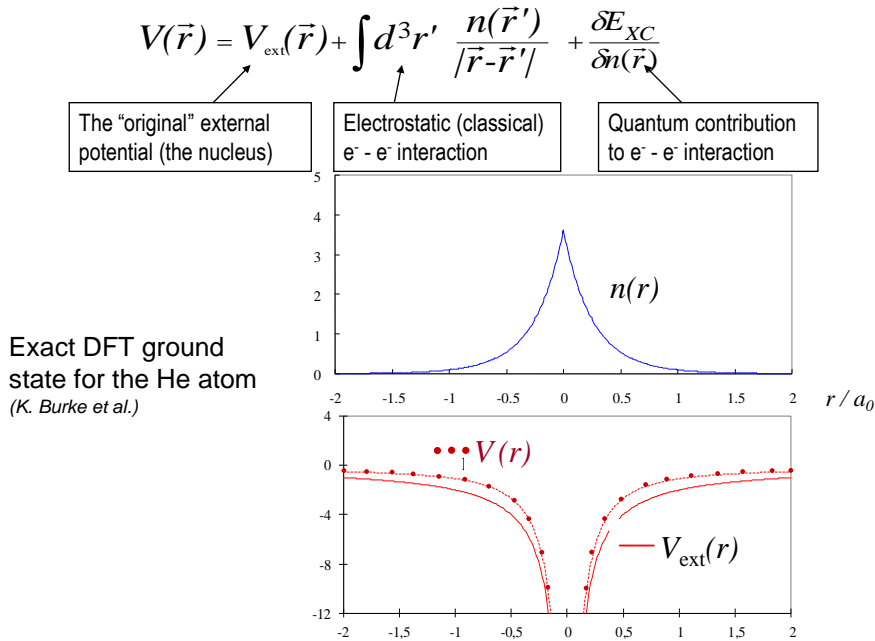 V(r⃗) = V_ext(r⃗) + ∫ d³r′ n(r⃗′) / |r⃗-r⃗′| + δE_XC / δn(r⃗)
The “original” external
potential (the nucleus)
Electrostatic (classical)
e⁻ - e⁻ interaction
Quantum contribution
to e⁻ - e⁻ interaction
5
4
3
2
1
0
n(r)
-2 -1,5 -1 -0,5 0 0,5 1 1,5 2
r / a₀
Exact DFT ground
state for the He atom
(K. Burke et al.)
4
0
-4
-8
-12
V(r)
V_ext(r)
-2 -1,5 -1 -0,5 0 0,5 1 1,5 2